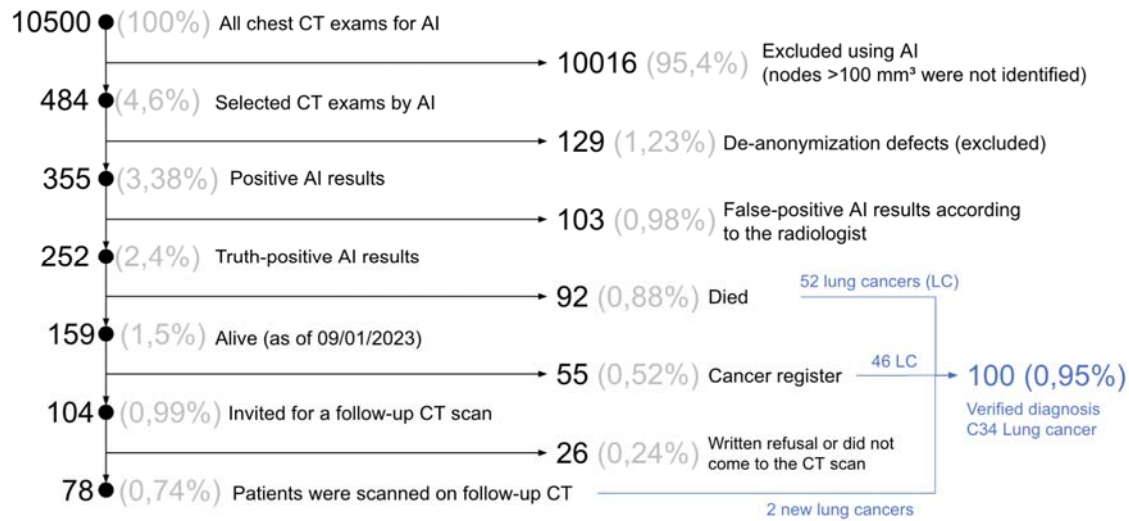 10500 (100%) All chest CT exams for AI
10016 (95,4%) Excluded using AI
(nodes >100 mm³ were not identified)
484 (4,6%) Selected CT exams by AI
129 (1,23%) De-anonymization defects (excluded)
355 (3,38%) Positive AI results
103 (0,98%) False-positive AI results according
to the radiologist
252 (2,4%) Truth-positive AI results
52 lung cancers (LC)
92 (0,88%) Died
159 (1,5%) Alive (as of 09/01/2023)
46 LC
55 (0,52%) Cancer register
100 (0,95%)
Verified diagnosis
C34 Lung cancer
104 (0,99%) Invited for a follow-up CT scan
26 (0,24%) Written refusal or did not
come to the CT scan
78 (0,74%) Patients were scanned on follow-up CT
2 new lung cancers